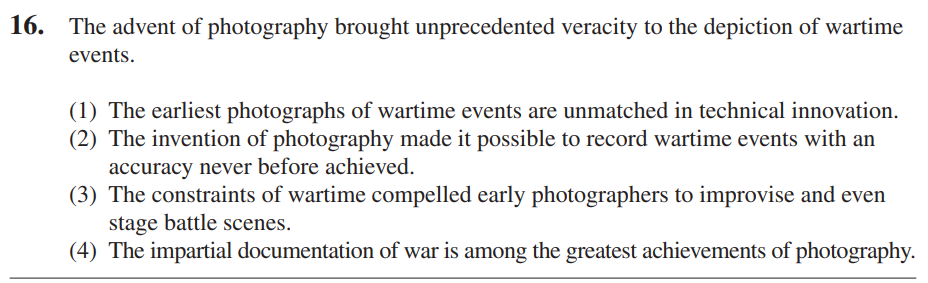 16. The advent of photography brought unprecedented veracity to the depiction of wartime
events.
(1) The earliest photographs of wartime events are unmatched in technical innovation.
(2) The invention of photography made it possible to record wartime events with an
accuracy never before achieved.
(3) The constraints of wartime compelled early photographers to improvise and even
stage battle scenes.
(4) The impartial documentation of war is among the greatest achievements of photography.